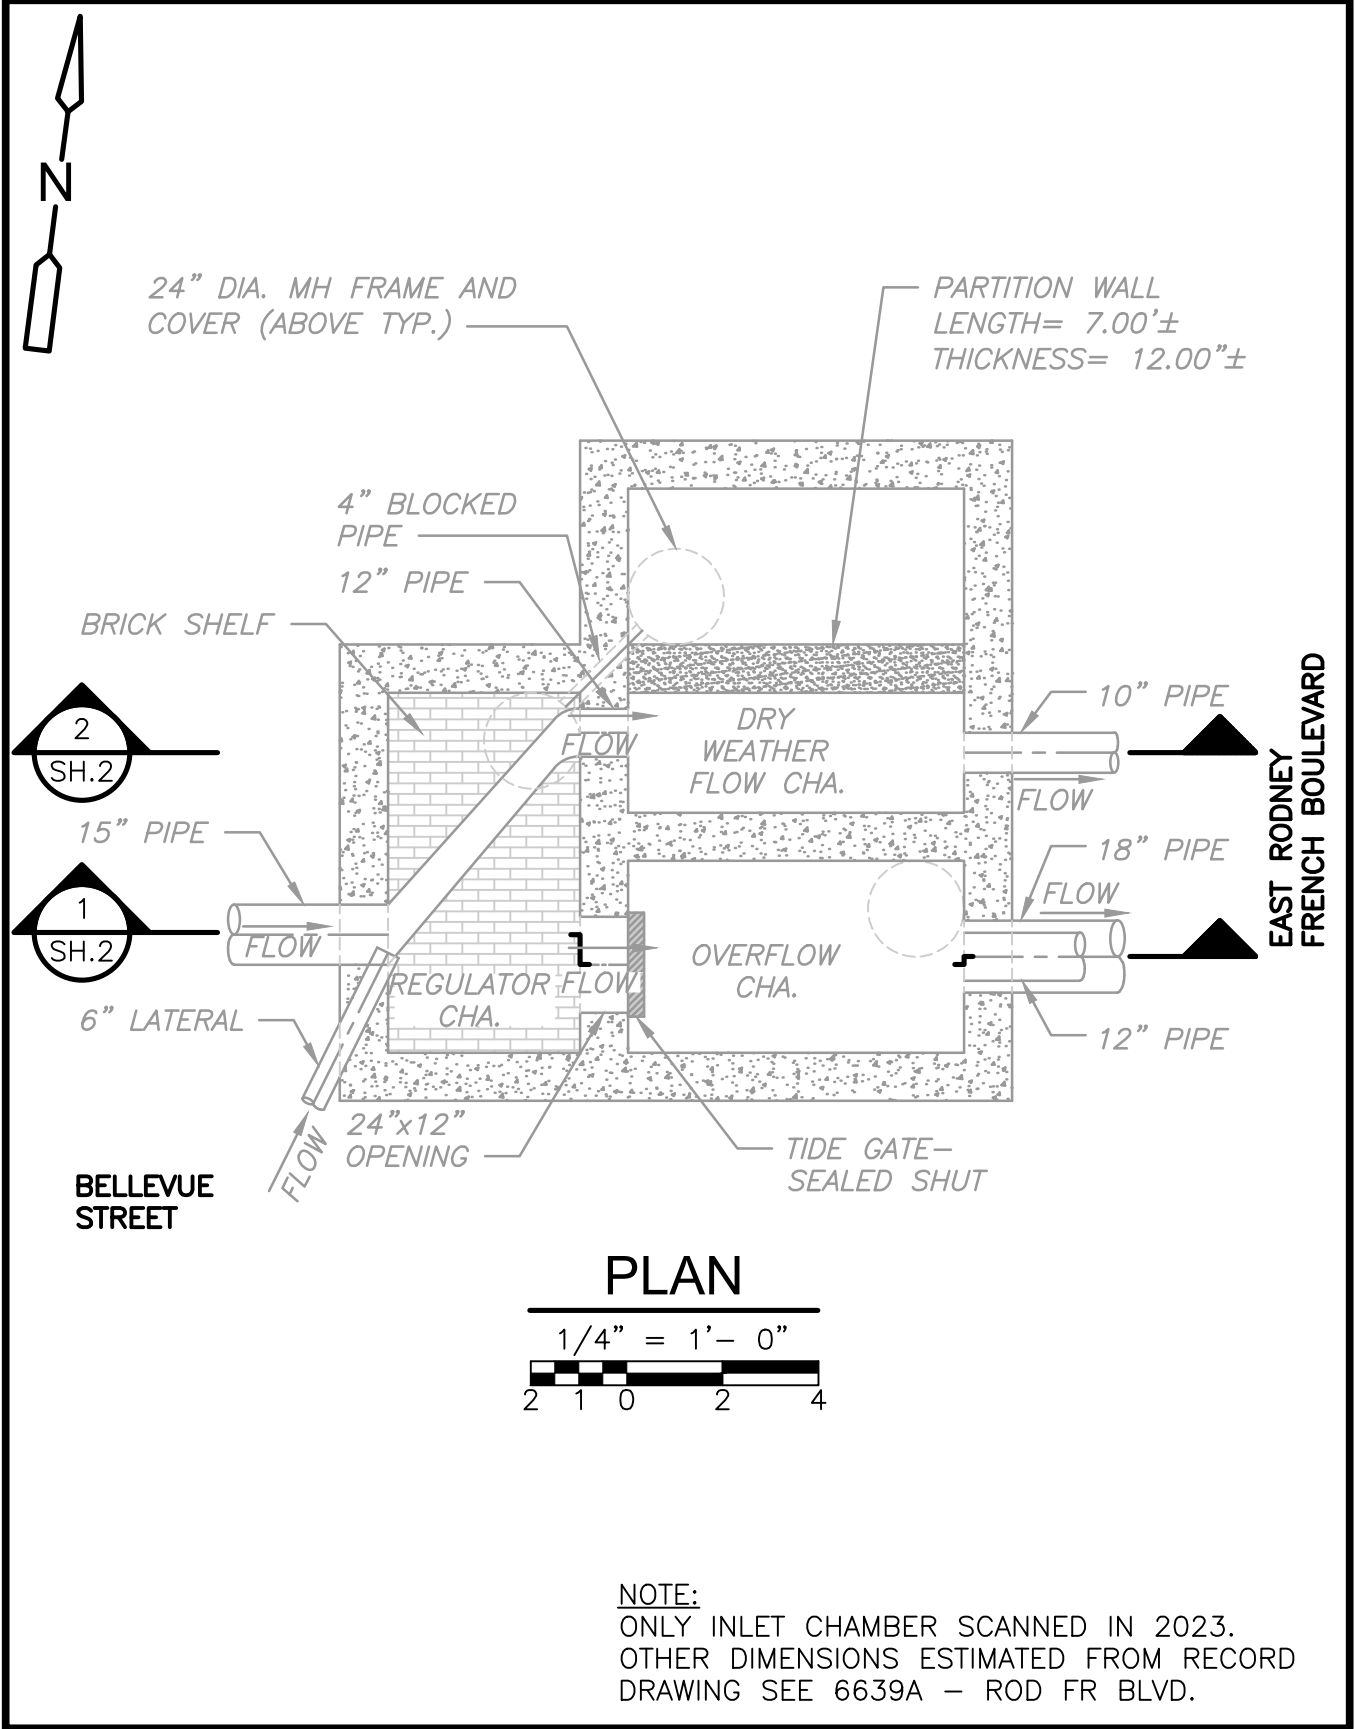 N
24" DIA. MH FRAME AND
COVER (ABOVE TYP.)
PARTITION WALL
LENGTH= 7.00'±
THICKNESS= 12.00"±
4" BLOCKED
PIPE
12" PIPE
BRICK SHELF
2
SH.2
15" PIPE
1
SH.2
FLOW
6" LATERAL
FLOW
BELLEVUE
STREET
24"x12"
OPENING
REGULATOR
CHA.
FLOW
FLOW
DRY
WEATHER
FLOW CHA.
OVERFLOW
CHA.
TIDE GATE-
SEALED SHUT
10" PIPE
FLOW
18" PIPE
FLOW
12" PIPE
EAST RODNEY
FRENCH BOULEVARD
PLAN
1/4" = 1'- 0"
2 1 0 2 4
NOTE:
ONLY INLET CHAMBER SCANNED IN 2023.
OTHER DIMENSIONS ESTIMATED FROM RECORD
DRAWING SEE 6639A - ROD FR BLVD.